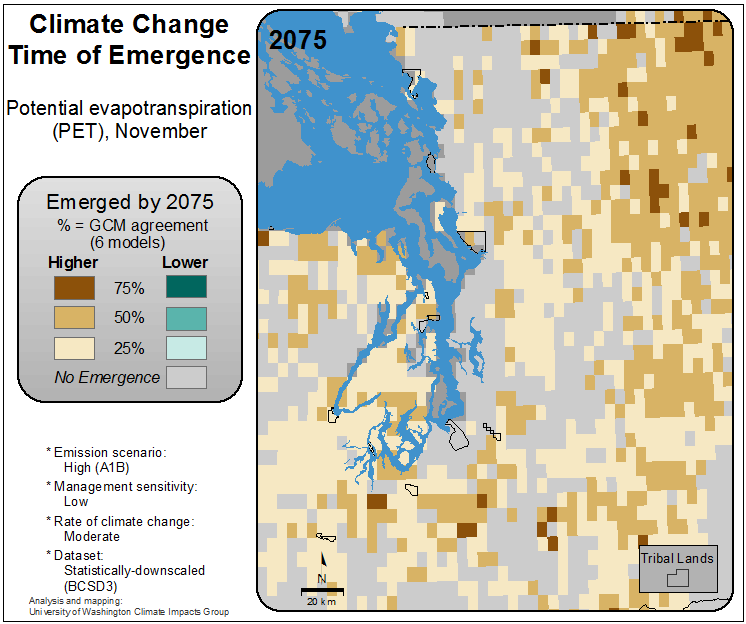 Climate Change
Time of Emergence
Potential evapotranspiration
(PET), November
Emerged by 2075
% = GCM agreement
(6 models)
Higher Lower
75%
50%
25%
No Emergence
* Emission scenario:
High (A1B)
* Management sensitivity:
Low
* Rate of climate change:
Moderate
* Dataset:
Statistically-downscaled
(BCSD3)
Analysis and mapping:
University of Washington Climate Impacts Group
2075
N
20 km
Tribal Lands